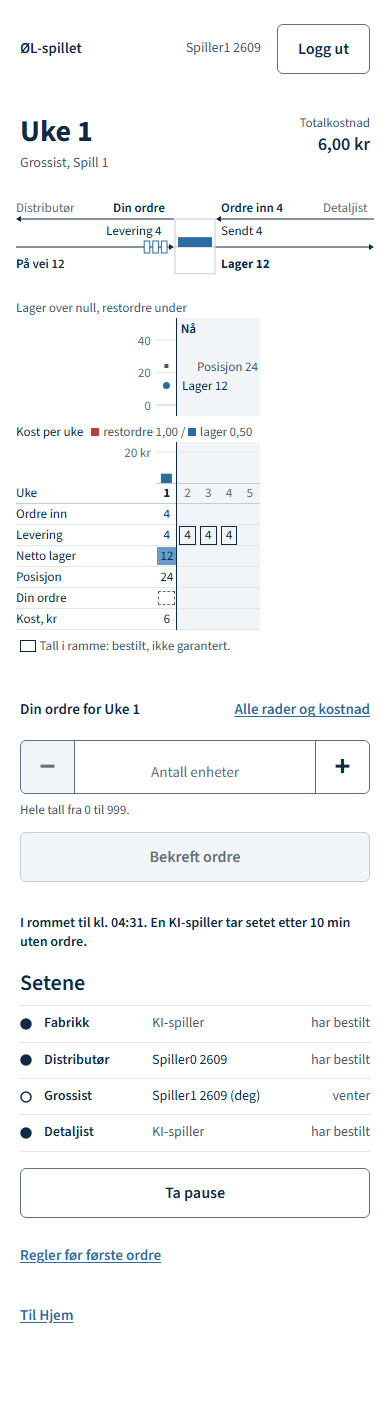 ØL-spillet
Spiller1 2609
Logg ut
Uke 1
Grossist, Spill 1
Totalkostnad
6,00 kr
Distributør
Din ordre
Ordre inn 4
Detaljist
Levering 4
Sendt 4
På vei 12
Lager 12
Lager over null, restordre under
Nå
40
Posisjon 24
20
Lager 12
0
Kost per uke restordre 1,00 / lager 0,50
20 kr
Uke 1 2 3 4 5
Ordre inn 4
Levering 4 4 4 4
Netto lager 12
Posisjon 24
Din ordre
Kost, kr 6
Tall i ramme: bestilt, ikke garantert.
Din ordre for Uke 1
Alle rader og kostnad
− Antall enheter +
Hele tall fra 0 til 999.
Bekreft ordre
I rommet til kl. 04:31. En KI-spiller tar setet etter 10 min
uten ordre.
Setene
Fabrikk KI-spiller har bestilt
Distributør Spiller0 2609 har bestilt
Grossist Spiller1 2609 (deg) venter
Detaljist KI-spiller har bestilt
Ta pause
Regler før første ordre
Til Hjem